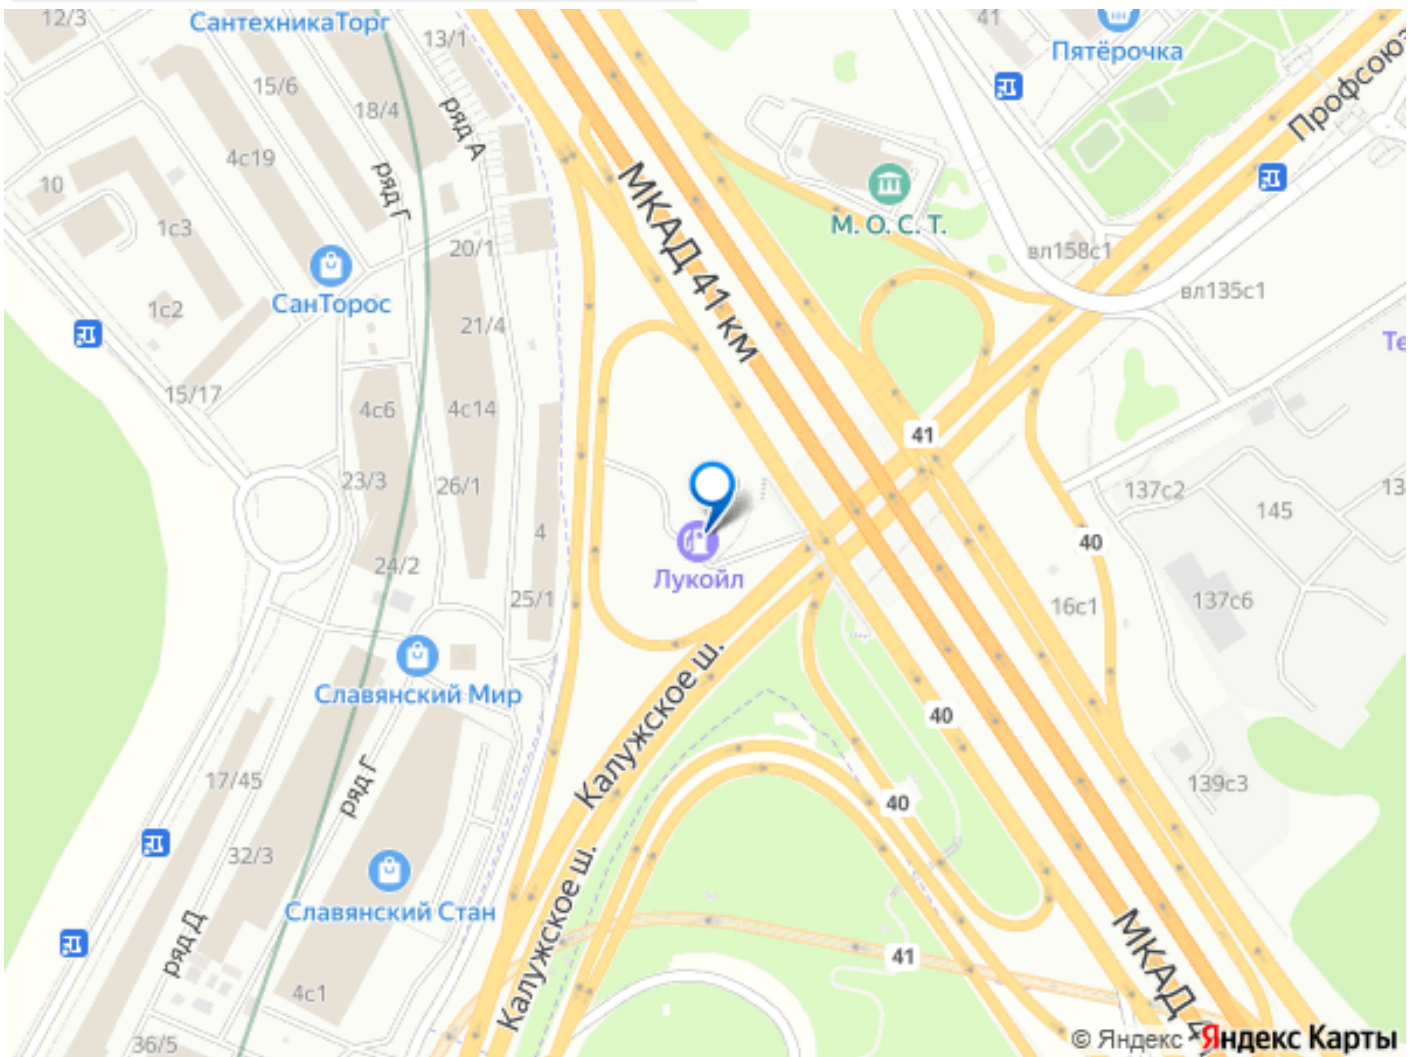 12/3
СантехникаТорг
13/1
41
Пятёрочка
Профсоюз
15/6
18/4
ряд А
4с19
ряд Г
10
1с3
МКАД 41 км
М. О. С. Т.
20/1
вл158с1
вл135с1
СанТорос
1с2
21/4
Те
15/17
4с6
4с14
41
23/3
26/1
137с2
13
145
4
40
Лукойл
24/2
25/1
16с1
137с6
Славянский Мир
Калужское ш.
40
17/45
ряд Г
139с3
40
32/3
Калужское ш.
Славянский Стан
ряд Д
41
МКАД 4
4с1
36/5
© Яндекс Яндекс Карты